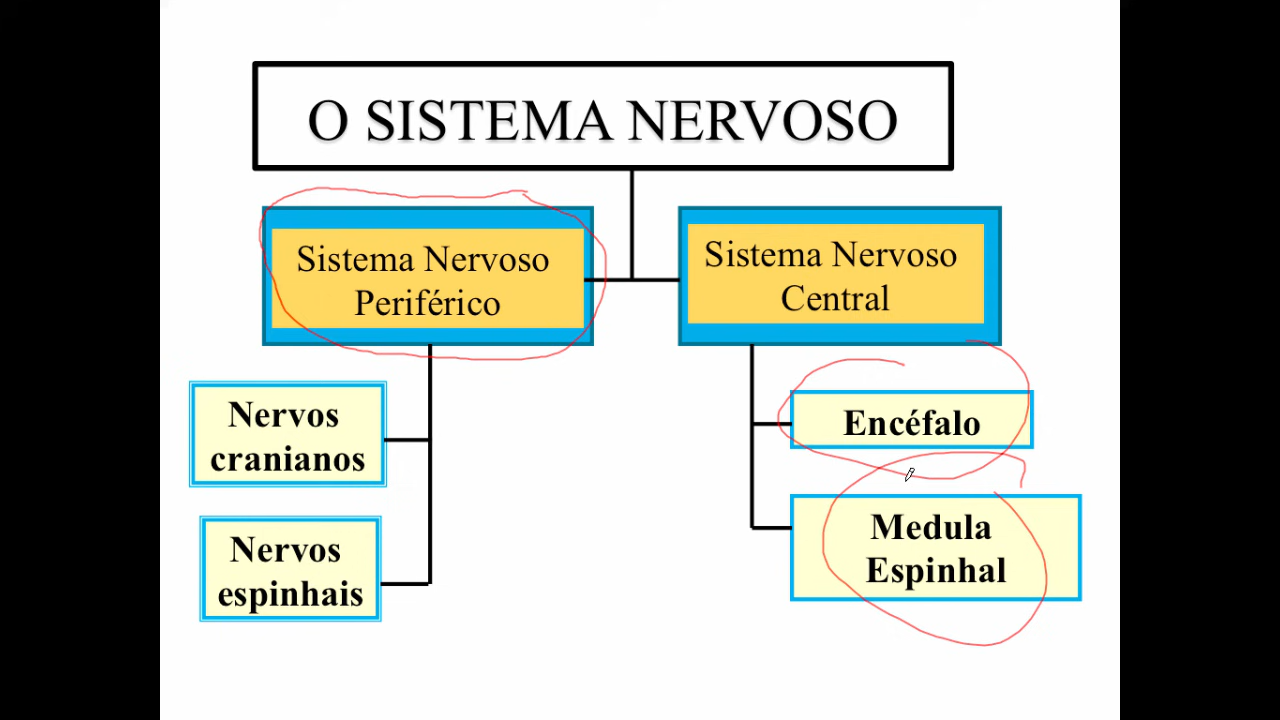 O SISTEMA NERVOSO
Sistema Nervoso
Periférico
Sistema Nervoso
Central
Nervos
cranianos
Nervos
espinhais
Encéfalo
Medula
Espinhal